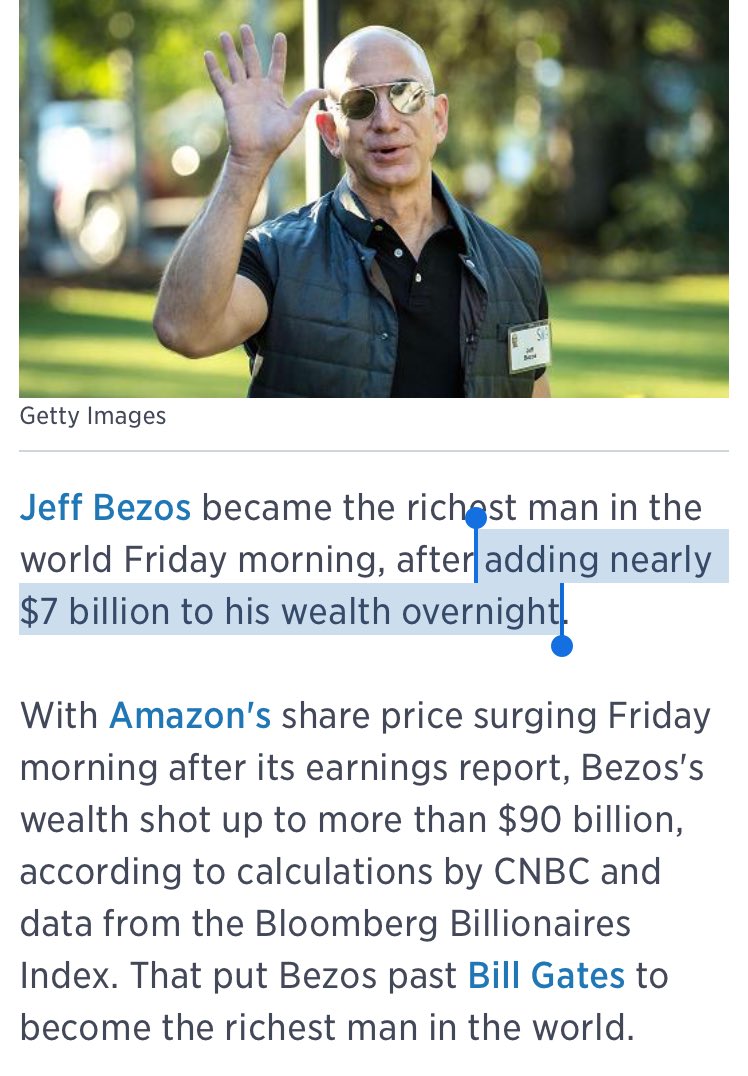 Jeff
Bezos
Getty Images
Jeff Bezos became the richest man in the
world Friday morning, after adding nearly
$7 billion to his wealth overnight.
With Amazon's share price surging Friday
morning after its earnings report, Bezos's
wealth shot up to more than $90 billion,
according to calculations by CNBC and
data from the Bloomberg Billionaires
Index. That put Bezos past Bill Gates to
become the richest man in the world.